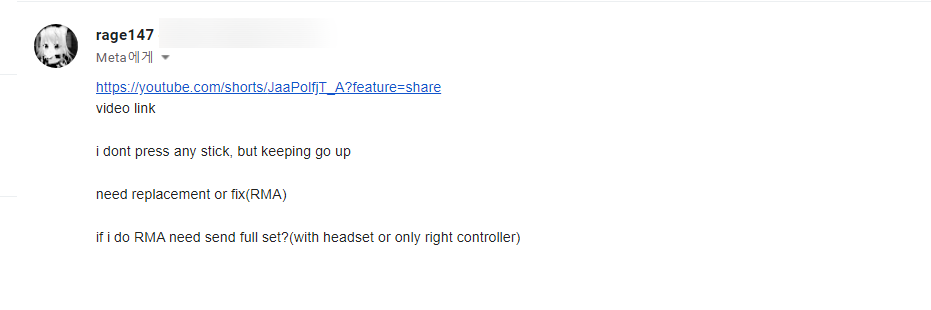 rage147
Meta에게
https://youtube.com/shorts/JaaPolfjT_A?feature=share
video link
i dont press any stick, but keeping go up
need replacement or fix(RMA)
if i do RMA need send full set?(with headset or only right controller)